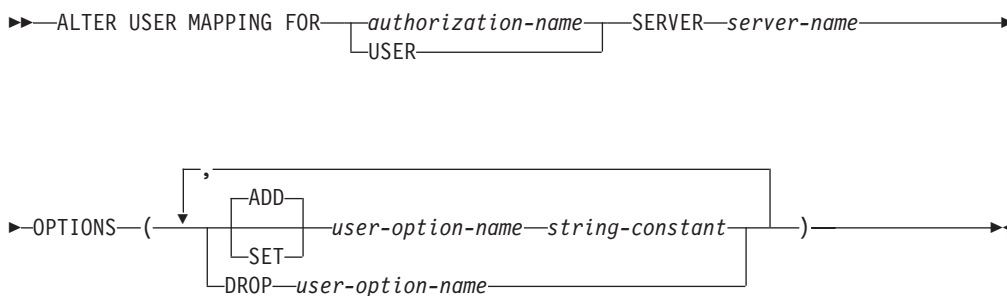 ALTER USER MAPPING FOR authorization-name SERVER server-name
USER
,
ADD
OPTIONS ( user-option-name string-constant )
SET
DROP user-option-name